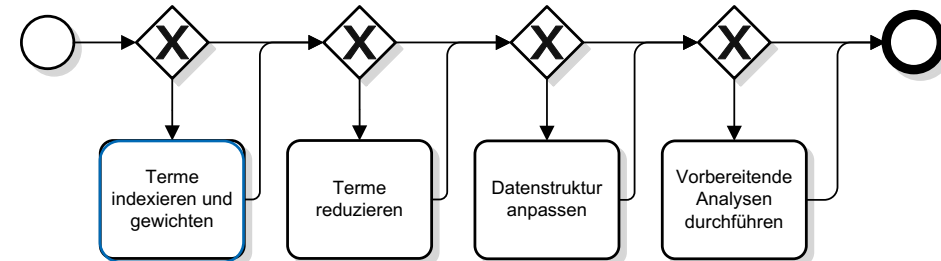 Terme
indexieren und
gewichten
Terme
reduzieren
Datenstruktur
anpassen
Vorbereitende
Analysen
durchführen